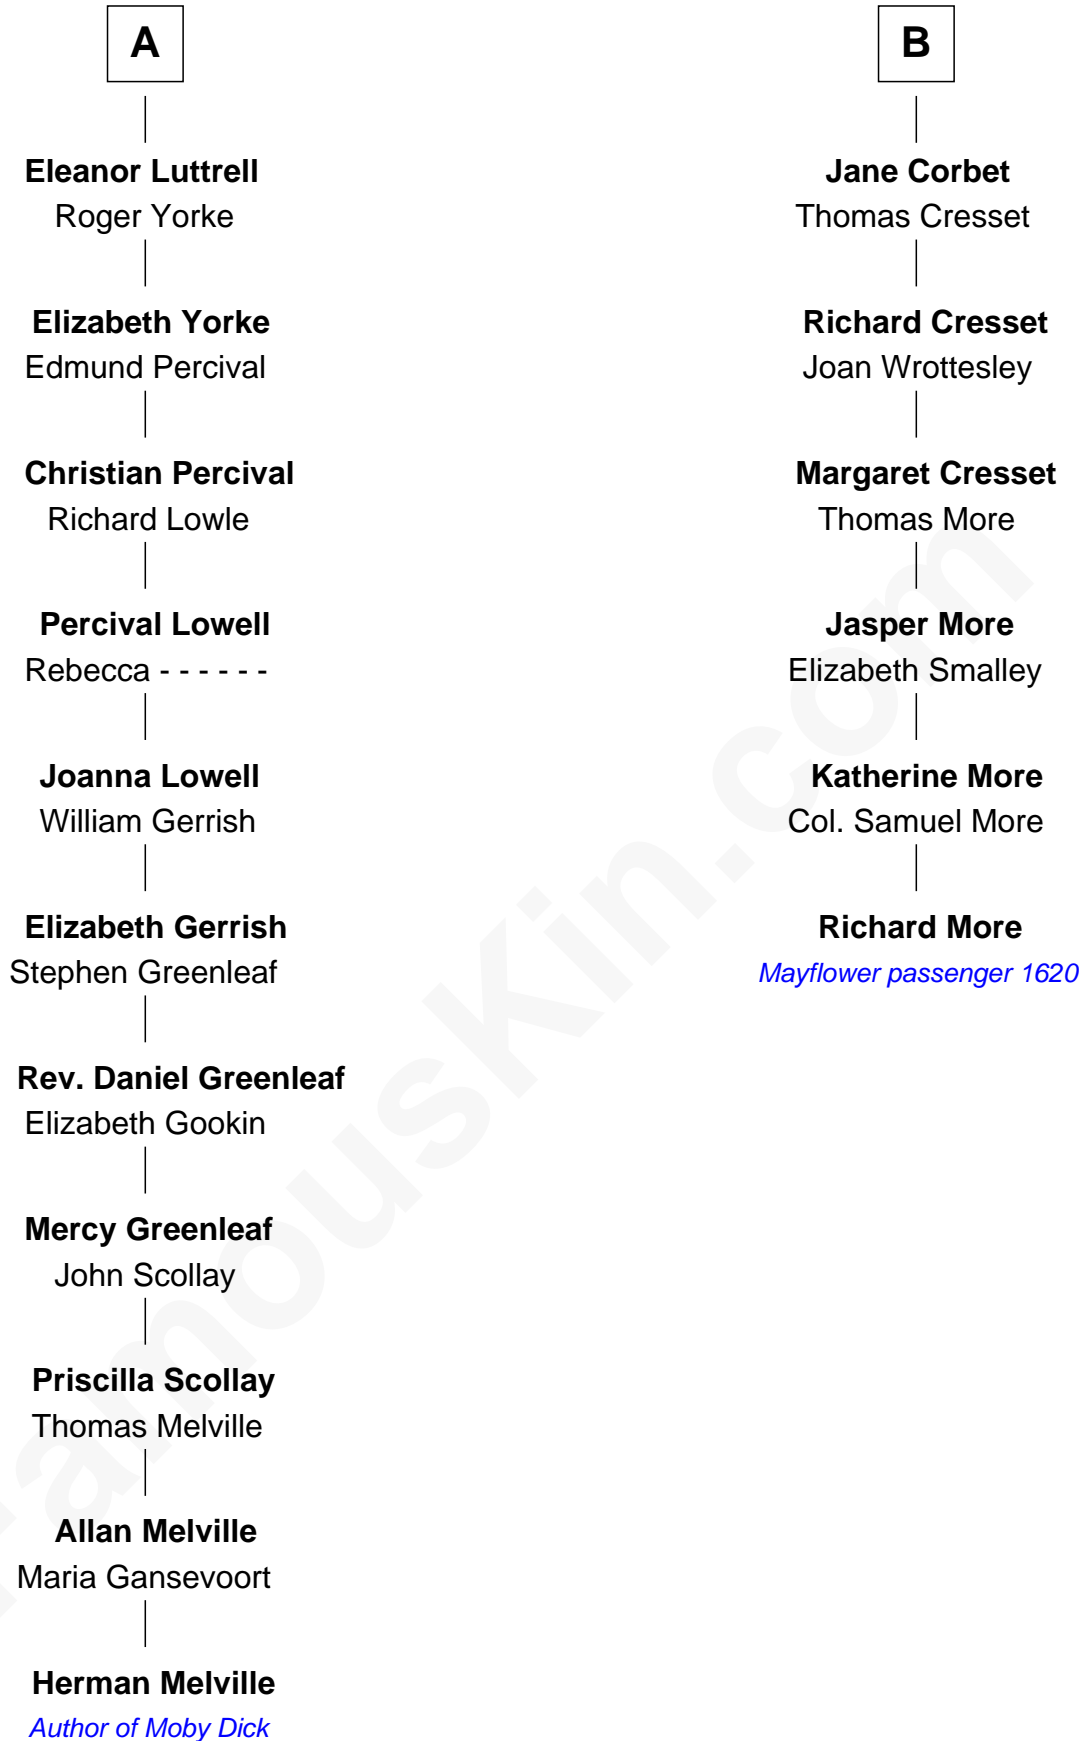 A
Eleanor Luttrell
Roger Yorke
Elizabeth Yorke
Edmund Percival
Christian Percival
Richard Lowle
Percival Lowell
Rebecca - - - - - -
Joanna Lowell
William Gerrish
Elizabeth Gerrish
Stephen Greenleaf
Rev. Daniel Greenleaf
Elizabeth Gookin
Mercy Greenleaf
John Scollay
Priscilla Scollay
Thomas Melville
Allan Melville
Maria Gansevoort
Herman Melville
Author of Moby Dick
B
Jane Corbet
Thomas Cresset
Richard Cresset
Joan Wrottesley
Margaret Cresset
Thomas More
Jasper More
Elizabeth Smalley
Katherine More
Col. Samuel More
Richard More
Mayflower passenger 1620
FamousKin.com